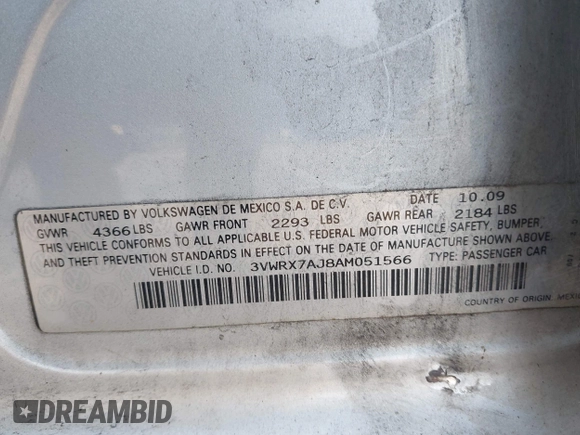 MANUFACTURED BY VOLKSWAGEN DE MEXICO S.A. DE C.V. DATE 10.09
GVWR 4366 LBS GAWR FRONT 2293 LBS GAWR REAR 2184 LBS
THIS VEHICLE CONFORMS TO ALL APPLICABLE U.S. FEDERAL MOTOR VEHICLE SAFETY, BUMPER,
AND THEFT PREVENTION STANDARDS IN EFFECT ON THE DATE OF MANUFACTURE SHOWN ABOVE.
VEHICLE I.D. NO. 3VWRX7AJ8AM051566 TYPE: PASSENGER CAR
COUNTRY OF ORIGIN MEXI
DREAMBID